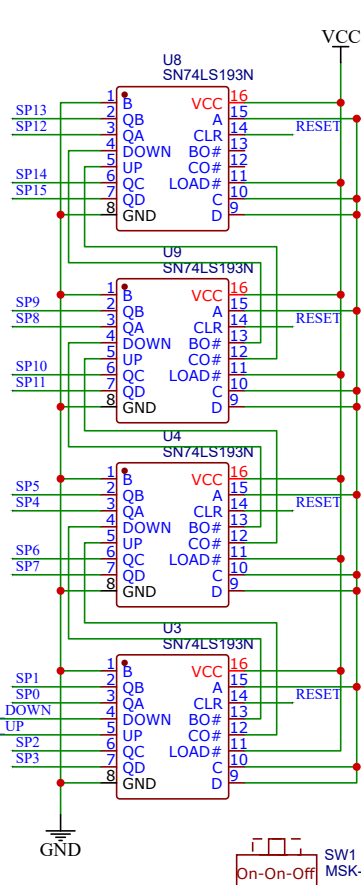 VCC
U8
SN74LS193N
1 B VCC 16
SP13 2 QB A 15
SP12 3 QA CLR 14 RESET
4 DOWN BO# 13
5 UP CO# 12
SP14 6 QC LOAD# 11
SP15 7 QD C 10
8 GND D 9
U9
SN74LS193N
1 B VCC 16
SP9 2 QB A 15
SP8 3 QA CLR 14 RESET
4 DOWN BO# 13
5 UP CO# 12
SP10 6 QC LOAD# 11
SP11 7 QD C 10
8 GND D 9
U4
SN74LS193N
1 B VCC 16
SP5 2 QB A 15
SP4 3 QA CLR 14 RESET
4 DOWN BO# 13
5 UP CO# 12
SP6 6 QC LOAD# 11
SP7 7 QD C 10
8 GND D 9
U3
SN74LS193N
1 B VCC 16
SP1 2 QB A 15
SP0 3 QA CLR 14 RESET
DOWN 4 DOWN BO# 13
UP 5 UP CO# 12
SP2 6 QC LOAD# 11
SP3 7 QD C 10
8 GND D 9
GND
SW1
MSK-
On-On-Off